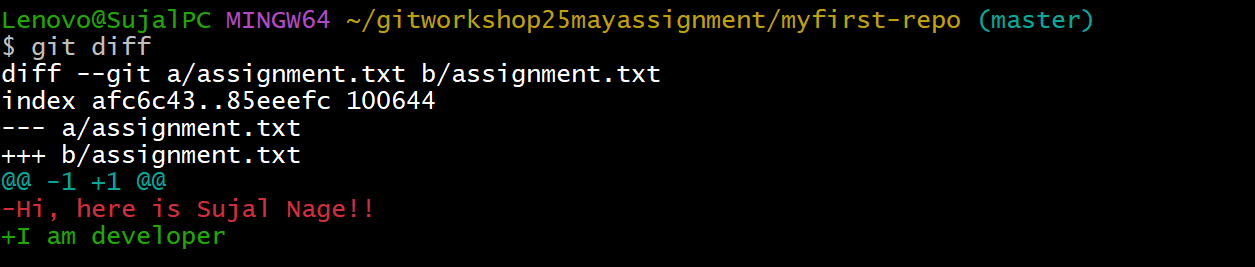 Lenovo@SujalPC MINGW64 ~/gitworkshop25mayassignment/myfirst-repo (master)
$ git diff
diff --git a/assignment.txt b/assignment.txt
index afc6c43..85eeefc 100644
--- a/assignment.txt
+++ b/assignment.txt
@@ -1 +1 @@
-Hi, here is Sujal Nage!!
+I am developer